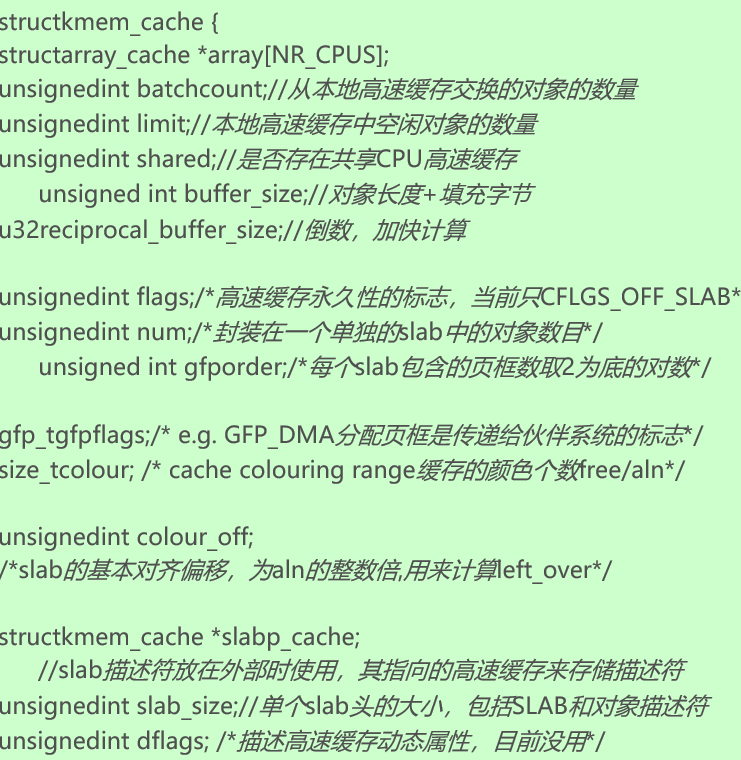 structkmem_cache {
structarray_cache *array[NR_CPUS];
unsignedint batchcount;//从本地高速缓存交换的对象的数量
unsignedint limit;//本地高速缓存中空闲对象的数量
unsignedint shared;//是否存在共享CPU高速缓存
unsigned int buffer_size;//对象长度+填充字节
u32reciprocal_buffer_size;//倒数，加快计算
unsignedint flags;/*高速缓存永久性的标志，当前只CFLGS_OFF_SLAB*
unsignedint num;/*封装在一个单独的slab中的对象数目*/
unsigned int gfporder;/*每个slab包含的页框数取2为底的对数*/
gfp_tgfpflags;/* e.g. GFP_DMA分配页框是传递给伙伴系统的标志*/
size_tcolour; /* cache colouring range缓存的颜色个数free/aln*/
unsignedint colour_off;
/*slab的基本对齐偏移，为aln的整数倍,用来计算left_over*/
structkmem_cache *slabp_cache;
//slab描述符放在外部时使用，其指向的高速缓存来存储描述符
unsignedint slab_size;//单个slab头的大小，包括SLAB和对象描述符
unsignedint dflags; /*描述高速缓存动态属性，目前没用*/